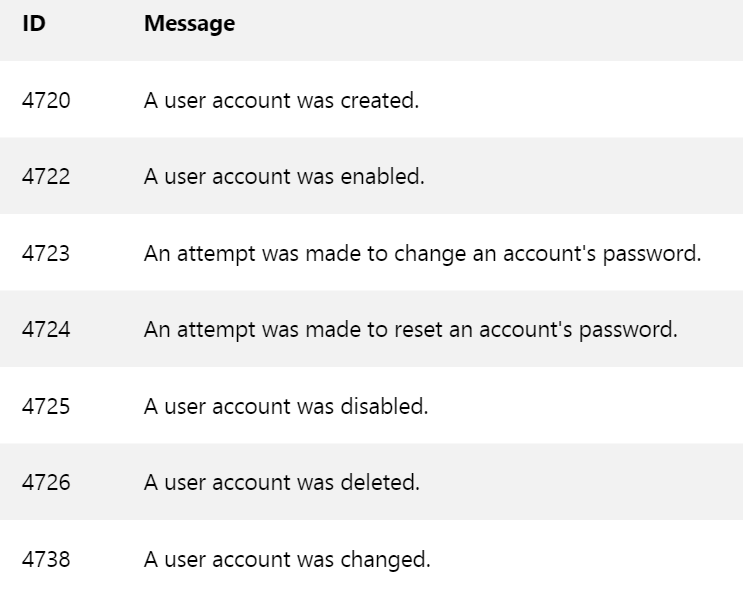 ID Message
4720 A user account was created.
4722 A user account was enabled.
4723 An attempt was made to change an account's password.
4724 An attempt was made to reset an account's password.
4725 A user account was disabled.
4726 A user account was deleted.
4738 A user account was changed.